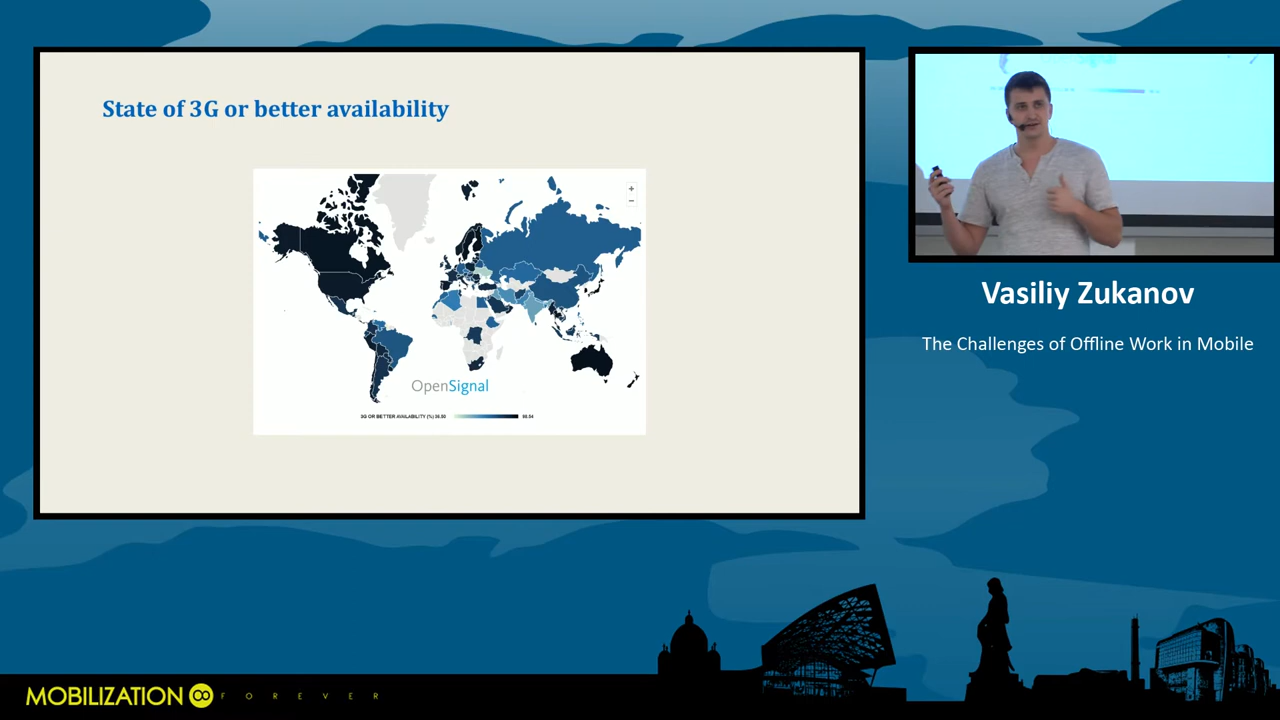 State of 3G or better availability
+
−
OpenSignal
3G OR BETTER AVAILABILITY (%)
Vasiliy Zukanov
The Challenges of Offline Work in Mobile
MOBILIZATION FOREVER